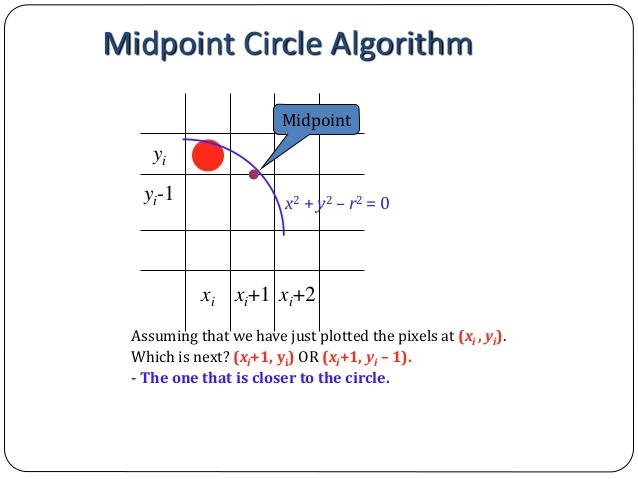 Midpoint Circle Algorithm
Midpoint
yᵢ
yᵢ-1
x² + y² – r² = 0
xᵢ xᵢ+1 xᵢ+2
Assuming that we have just plotted the pixels at (xᵢ , yᵢ).
Which is next? (xᵢ+1, yᵢ) OR (xᵢ+1, yᵢ – 1).
- The one that is closer to the circle.